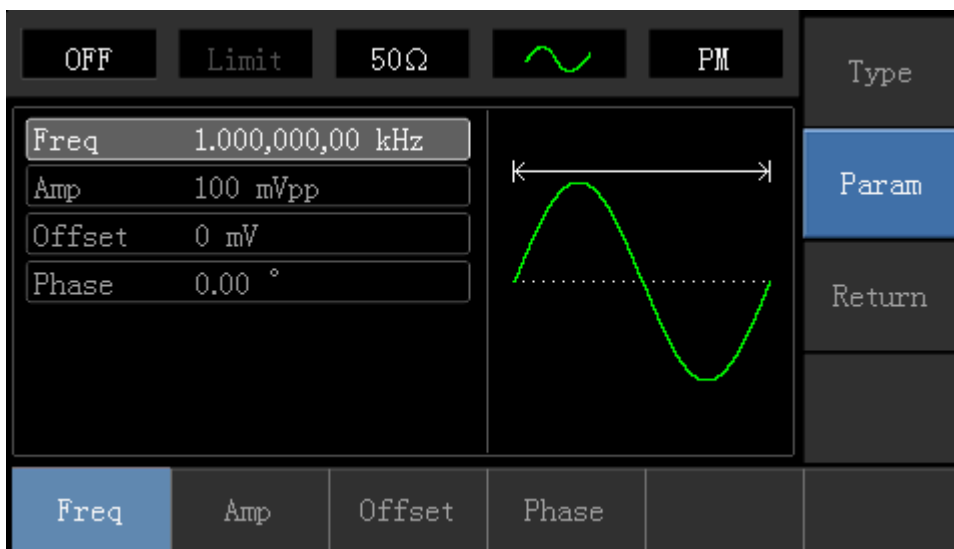 OFF Limit 50Ω PM
Type
Freq 1.000,000,00 kHz
Amp 100 mVpp
Param
Offset 0 mV
Phase 0.00 °
Return
Freq Amp Offset Phase